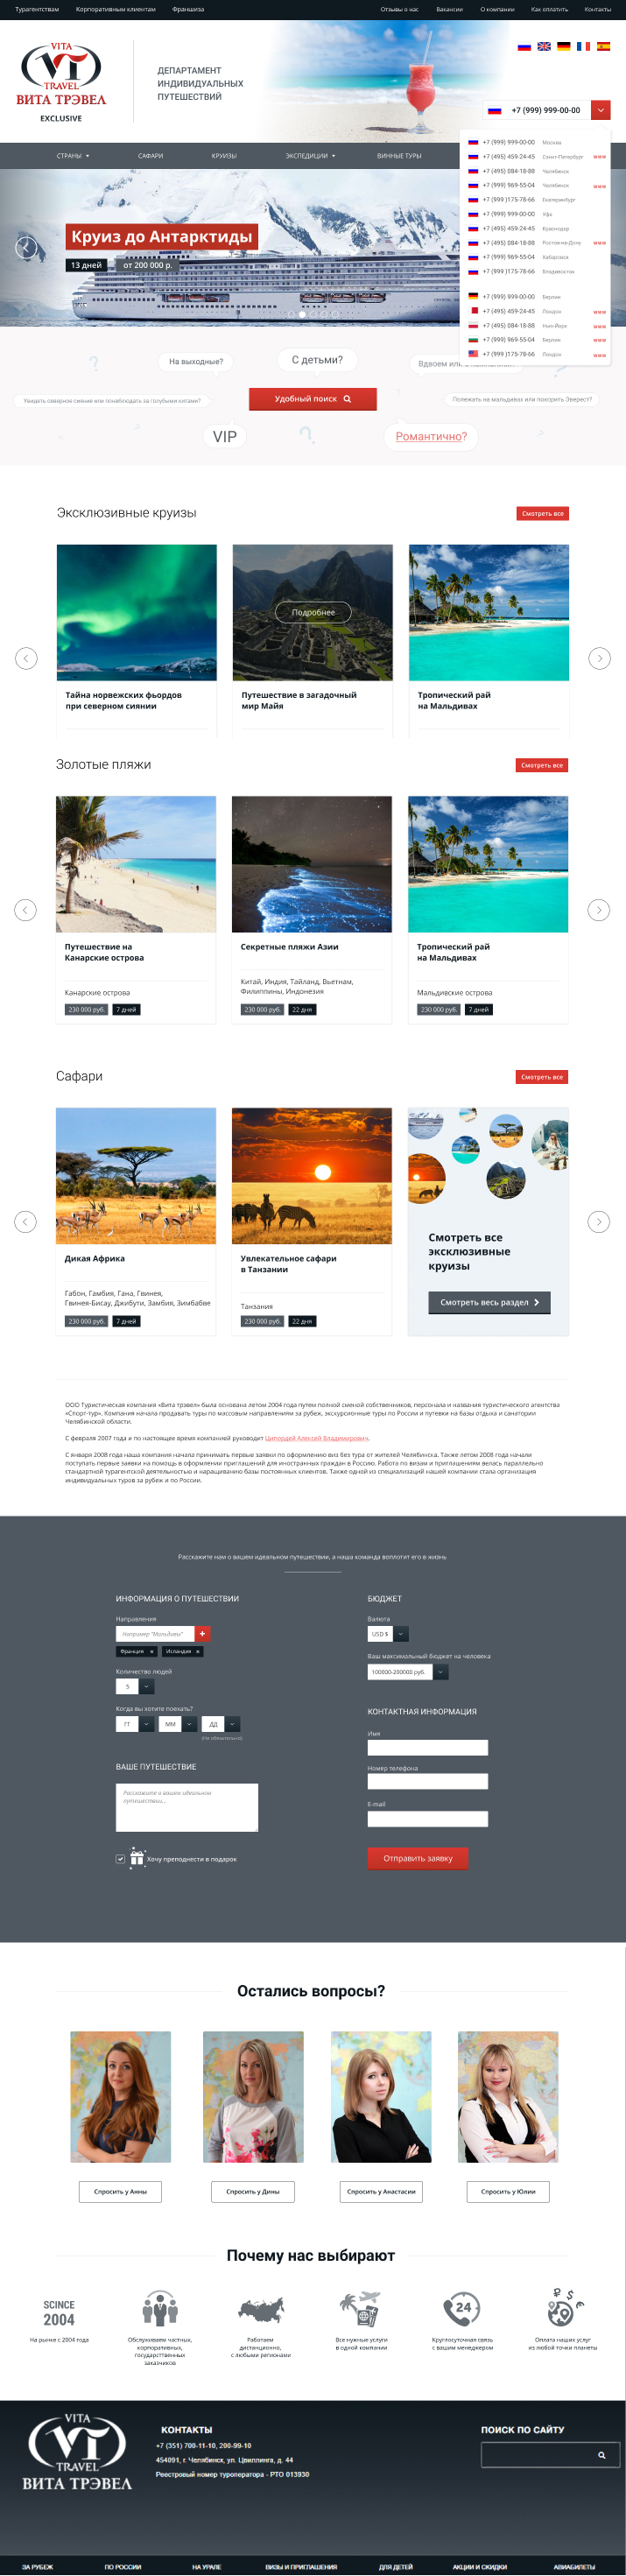 Турагентствам Корпоративным клиентам Франшиза Отзывы о нас Вакансии О компании Как оплатить Контакты
VITA
VT
TRAVEL
ВИТА ТРЭВЕЛ
EXCLUSIVE
ДЕПАРТАМЕНТ
ИНДИВИДУАЛЬНЫХ
ПУТЕШЕСТВИЙ
+7 (999) 999-00-00
СТРАНЫ САФАРИ КРУИЗЫ ЭКСПЕДИЦИИ ВИННЫЕ ТУРЫ
+7 (999) 999-00-00 Москва
+7 (495) 459-24-45 Санкт-Петербург www
+7 (495) 084-18-88 Челябинск
+7 (999) 969-55-04 Челябинск www
+7 (999 )175-78-66 Екатеринбург
+7 (999) 999-00-00 Уфа
+7 (495) 459-24-45 Краснодар
+7 (495) 084-18-88 Ростов-на-Дону www
+7 (999) 969-55-04 Хабаровск
+7 (999 )175-78-66 Владивосток
+7 (999) 999-00-00 Берлин
+7 (495) 459-24-45 Лондон www
+7 (495) 084-18-88 Нью-Йорк www
+7 (999) 969-55-04 Берлин www
+7 (999 )175-78-66 Лондон www
Круиз до Антарктиды
13 дней от 200 000 р.
На выходные? С детьми? Вдвоем или
Увидеть северное сияние или понаблюдать за голубыми китами? Удобный поиск Полежать на мальдивах или покорить Эверест?
VIP Романтично?
Эксклюзивные круизы Смотреть все
Подробнее
Тайна норвежских фьордов
при северном сиянии
Путешествие в загадочный
мир Майя
Тропический рай
на Мальдивах
Золотые пляжи Смотреть все
Путешествие на
Канарские острова
Канарские острова
230 000 руб. 7 дней
Секретные пляжи Азии
Китай, Индия, Тайланд, Вьетнам,
Филиппины, Индонезия
230 000 руб. 22 дня
Тропический рай
на Мальдивах
Мальдивские острова
230 000 руб. 7 дней
Сафари Смотреть все
Дикая Африка
Габон, Гамбия, Гана, Гвинея,
Гвинея-Бисау, Джибути, Замбия, Зимбабве
230 000 руб. 7 дней
Увлекательное сафари
в Танзании
Танзания
230 000 руб. 22 дня
Смотреть все
эксклюзивные
круизы
Смотреть весь раздел
ООО Туристическая компания «Вита трэвел» была основана летом 2004 года путем полной сменой собственников, персонала и названия туристического агентства
«Спорт-тур». Компания начала продавать туры по массовым направлениям за рубеж, экскурсионные туры по России и путевки на базы отдыха и санатории
Челябинской области.
С февраля 2007 года и по настоящее время компанией руководит Ципордей Алексей Владимирович.
С января 2008 года наша компания начала принимать первые заявки по оформлению виз без тура от жителей Челябинска. Также летом 2008 года начали
поступать первые заявки на помощь в оформлении приглашений для иностранных граждан в Россию. Работа по визам и приглашениям велась параллельно
стандартной турагентской деятельностью и наращиванию базы постоянных клиентов. Также одной из специализаций нашей компании стала организация
индивидуальных туров за рубеж и по России.
Расскажите нам о вашем идеальном путешествии, а наша команда воплотит его в жизнь
ИНФОРМАЦИЯ О ПУТЕШЕСТВИИ
Направления
Например "Мальдивы" +
Франция × Исландия ×
Количество людей
5
Когда вы хотите поехать?
ГГ ММ ДД
(Не обязательно)
ВАШЕ ПУТЕШЕСТВИЕ
Расскажите о вашем идеальном
путешествии...
Хочу преподнести в подарок
БЮДЖЕТ
Валюта
USD $
Ваш максимальный бюджет на человека
100000-200000 руб.
КОНТАКТНАЯ ИНФОРМАЦИЯ
Имя
Номер телефона
E-mail
Отправить заявку
Остались вопросы?
Спросить у Анны Спросить у Дины Спросить у Анастасии Спросить у Юлии
Почему нас выбирают
SCINCE
2004
На рынке с 2004 года
Обслуживаем частных,
корпоративных,
государственных
заказчиков
Работаем
дистанционно,
с любыми регионами
Все нужные услуги
в одной компании
24
Круглосуточная связь
с вашим менеджером
Оплата наших услуг
из любой точки планеты
VITA
VT
TRAVEL
ВИТА ТРЭВЕЛ
КОНТАКТЫ
+7 (351) 700-11-10, 200-99-10
454091, г. Челябинск, ул. Цвиллинга, д. 44
Реестровый номер туроператора - РТО 013930
ПОИСК ПО САЙТУ
ЗА РУБЕЖ ПО РОССИИ НА УРАЛЕ ВИЗЫ И ПРИГЛАШЕНИЯ ДЛЯ ДЕТЕЙ АКЦИИ И СКИДКИ АВИАБИЛЕТЫ